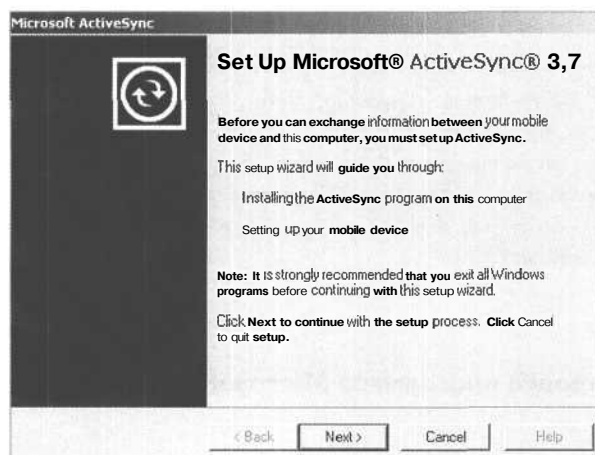 Microsoft ActiveSync
Set Up Microsoft® ActiveSync® 3,7
Before you can exchange information between your mobile
device and this computer, you must set up ActiveSync.
This setup wizard will guide you through:
Installing the ActiveSync program on this computer
Setting up your mobile device
Note: It is strongly recommended that you exit all Windows
programs before continuing with this setup wizard.
Click Next to continue with the setup process. Click Cancel
to quit setup.
< Back Next > Cancel Help